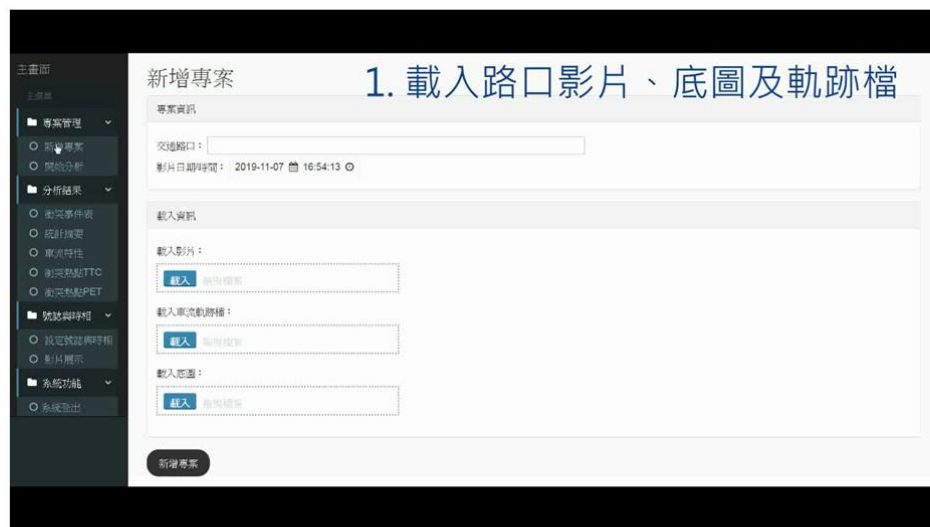 主畫面
主選單
專案管理
新增專案
開始分析
分析結果
衝突事件表
統計摘要
車流特性
衝突熱點TTC
衝突熱點PET
號誌與時相
設定號誌與時相
影片展示
系統功能
系統登出
新增專案
1. 載入路口影片、底圖及軌跡檔
專案資訊
交通路口：
影片日期/時間： 2019-11-07 16:54:13
載入資訊
載入影片：
載入
載入車流軌跡檔：
載入
載入底圖：
載入
新增專案